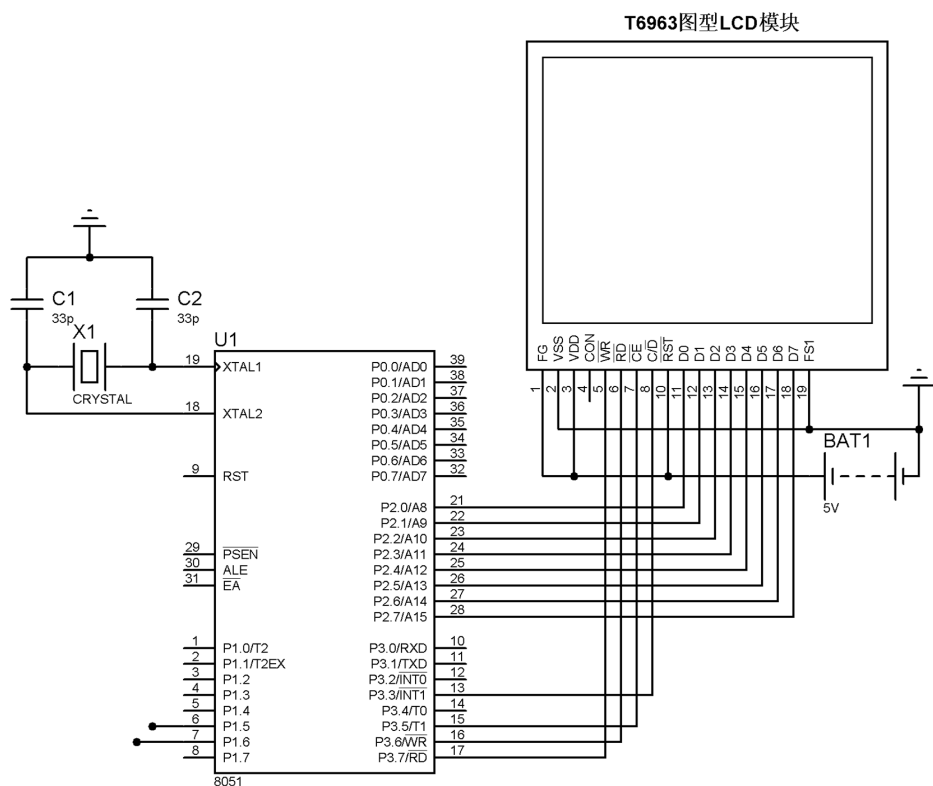 T6963图型LCD模块
FG
VSS
VDD
CON
WR
RD
CE
C/D
RST
D0
D1
D2
D3
D4
D5
D6
D7
FS1
1
2
3
4
5
6
7
8
10
11
12
13
14
15
16
17
18
19
BAT1
5V
C1
33p
C2
33p
X1
CRYSTAL
U1
19 XTAL1
18 XTAL2
9 RST
29 PSEN
30 ALE
31 EA
1 P1.0/T2
2 P1.1/T2EX
3 P1.2
4 P1.3
5 P1.4
6 P1.5
7 P1.6
8 P1.7
P0.0/AD0 39
P0.1/AD1 38
P0.2/AD2 37
P0.3/AD3 36
P0.4/AD4 35
P0.5/AD5 34
P0.6/AD6 33
P0.7/AD7 32
P2.0/A8 21
P2.1/A9 22
P2.2/A10 23
P2.3/A11 24
P2.4/A12 25
P2.5/A13 26
P2.6/A14 27
P2.7/A15 28
P3.0/RXD 10
P3.1/TXD 11
P3.2/INT0 12
P3.3/INT1 13
P3.4/T0 14
P3.5/T1 15
P3.6/WR 16
P3.7/RD 17
8051